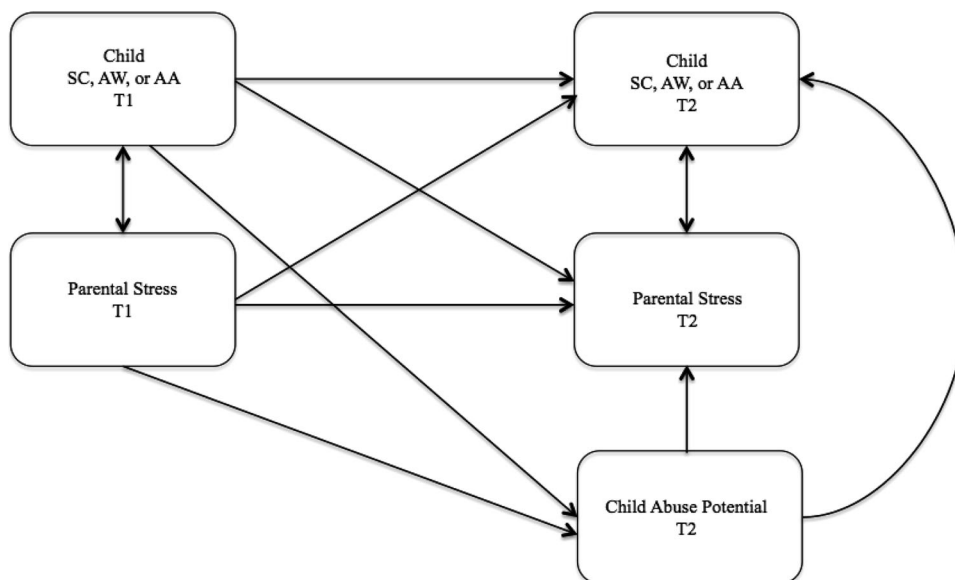 Child
SC, AW, or AA
T1
Child
SC, AW, or AA
T2
Parental Stress
T1
Parental Stress
T2
Child Abuse Potential
T2